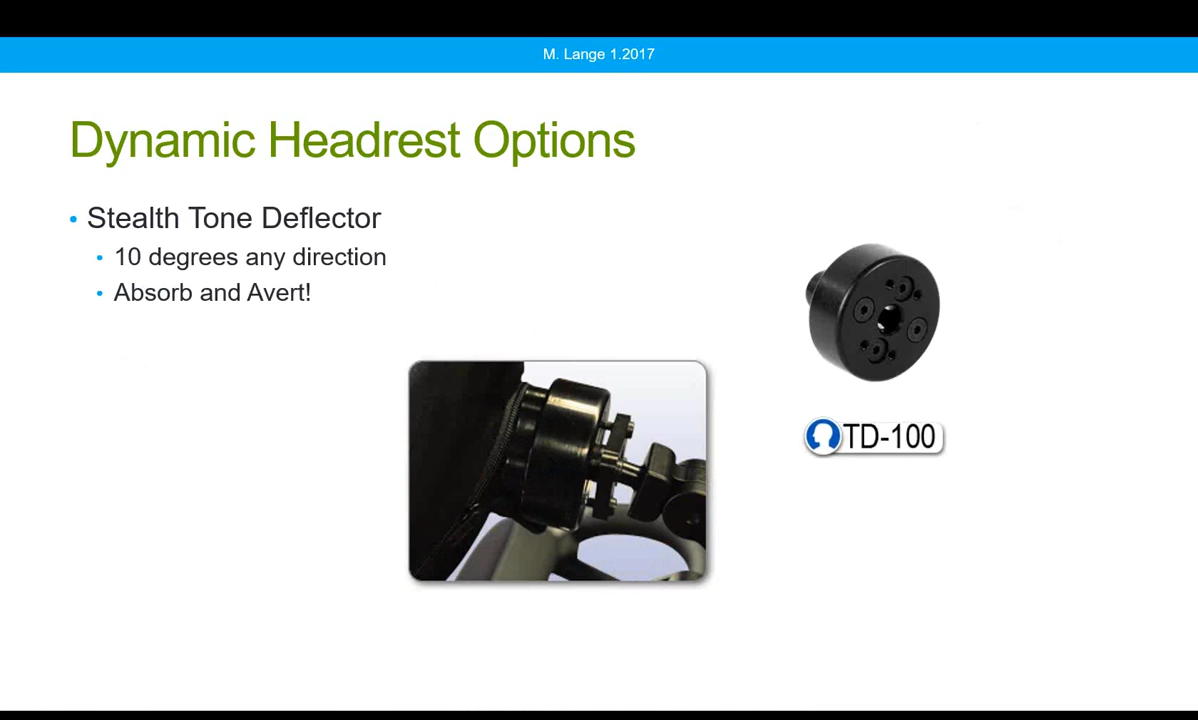 M. Lange 1.2017
Dynamic Headrest Options
• Stealth Tone Deflector
• 10 degrees any direction
• Absorb and Avert!
TD-100